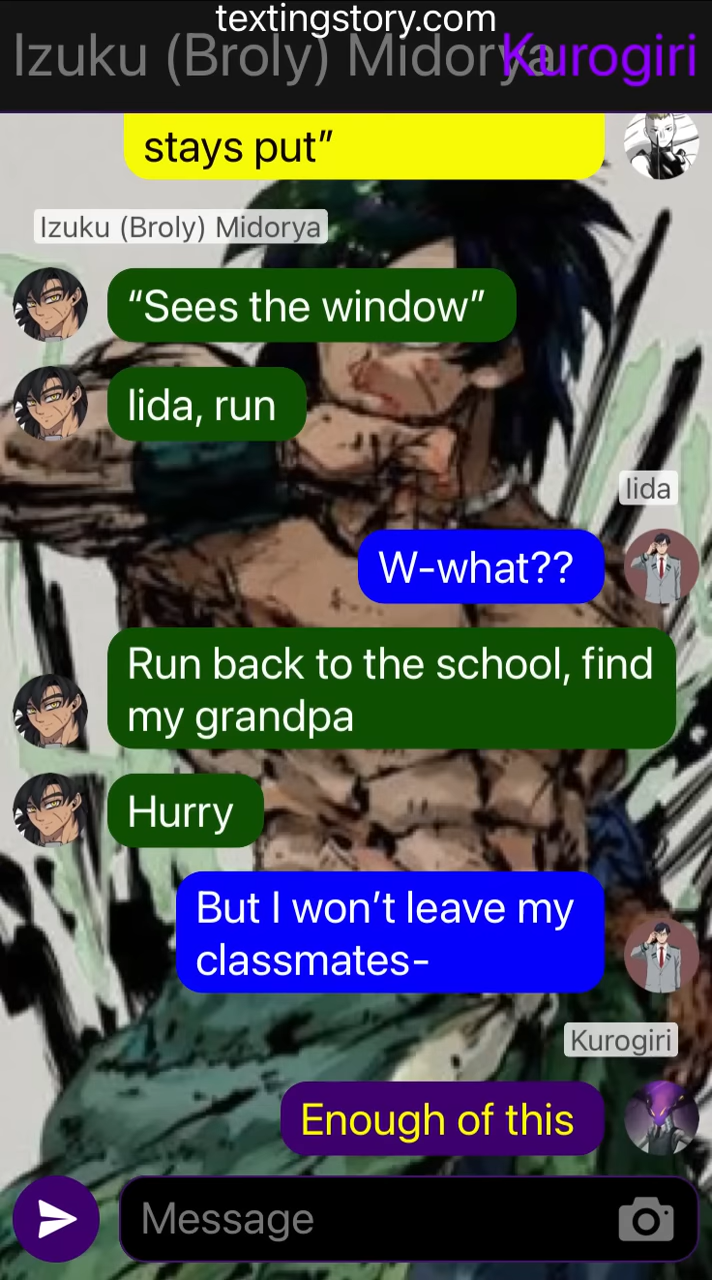 textingstory.com
Izuku (Broly) Midorya
Kurogiri
stays put”
Izuku (Broly) Midorya
“Sees the window”
Iida, run
Iida
W-what??
Run back to the school, find
my grandpa
Hurry
But I won’t leave my
classmates-
Kurogiri
Enough of this
Message